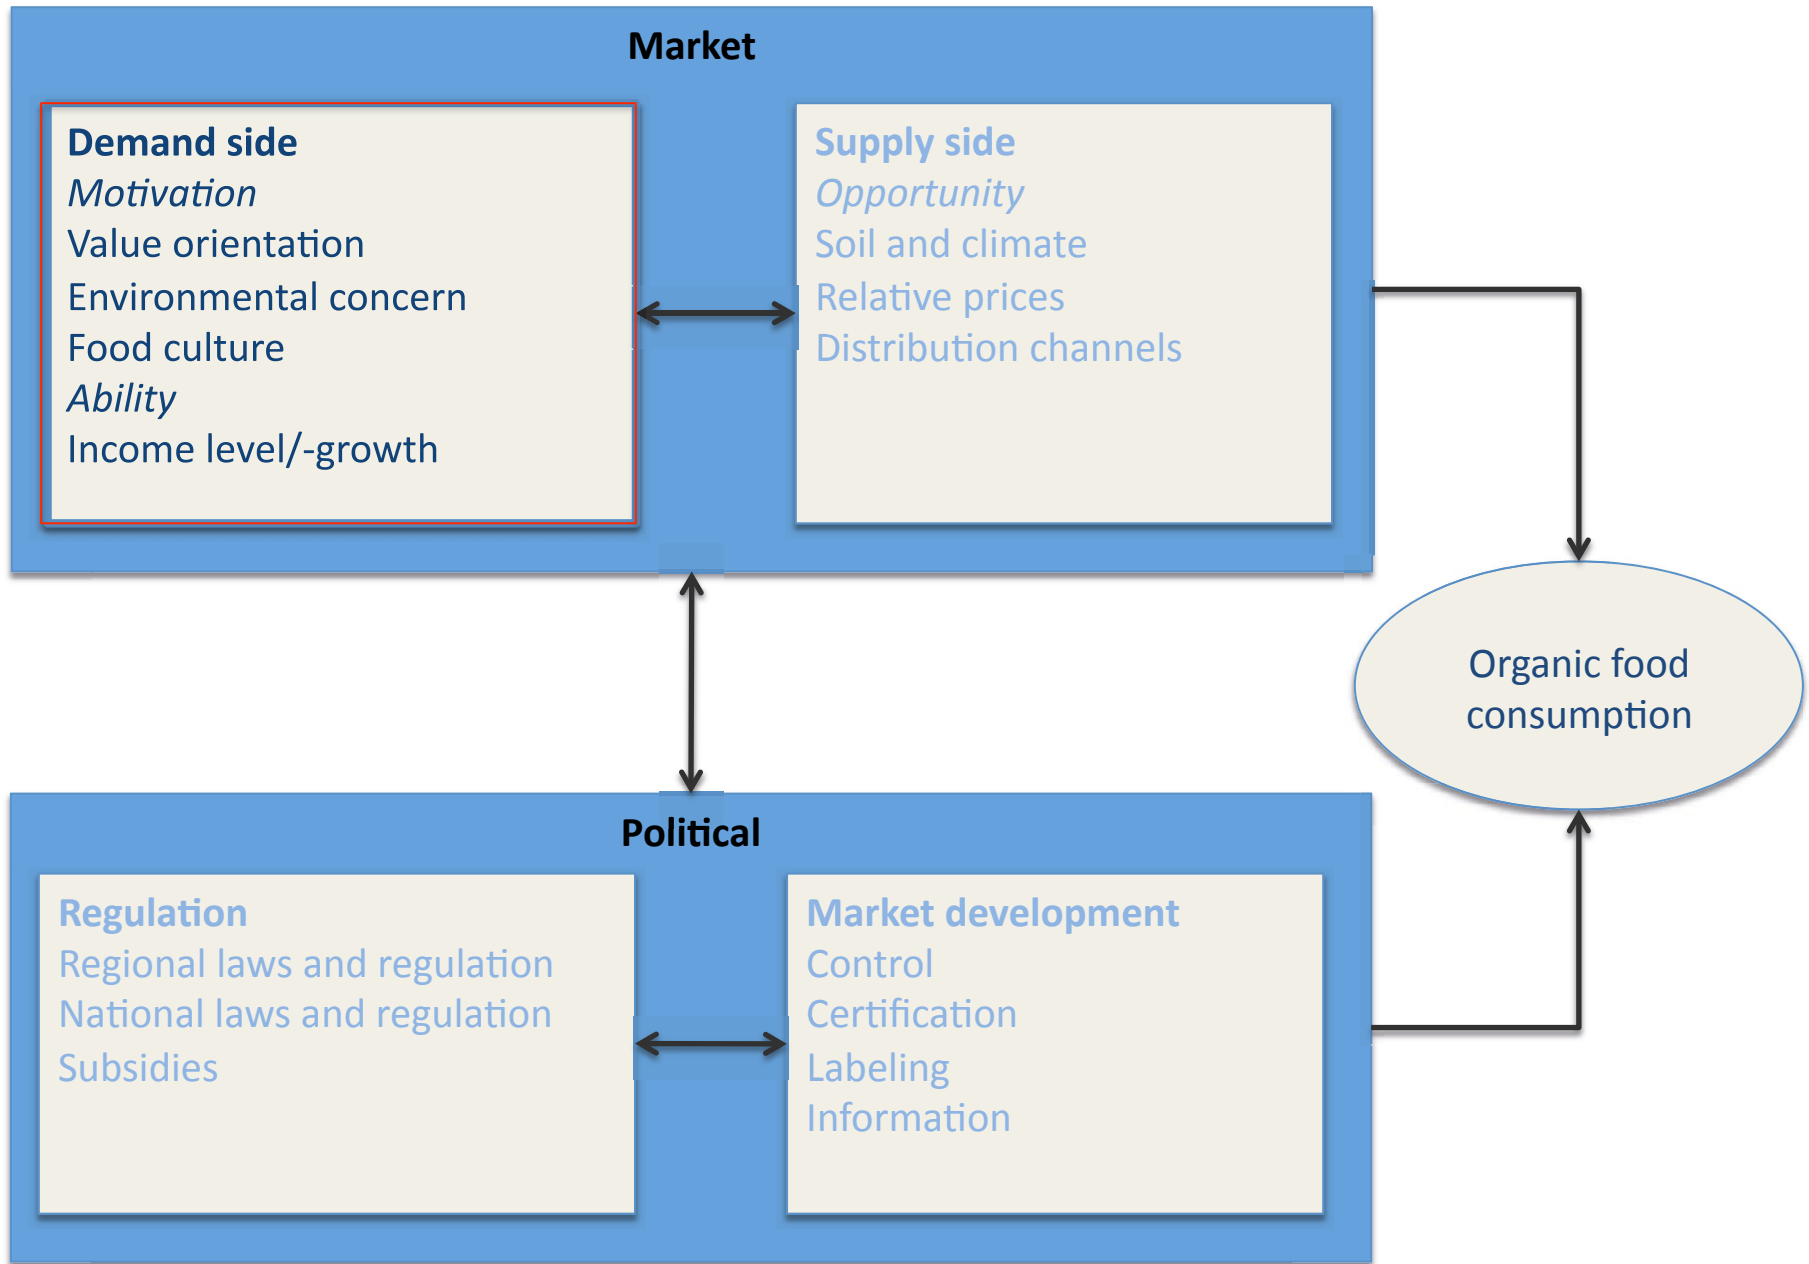 Market
Demand side
Motivation
Value orientation
Environmental concern
Food culture
Ability
Income level/-growth
Supply side
Opportunity
Soil and climate
Relative prices
Distribution channels
Organic food
consumption
Political
Regulation
Regional laws and regulation
National laws and regulation
Subsidies
Market development
Control
Certification
Labeling
Information